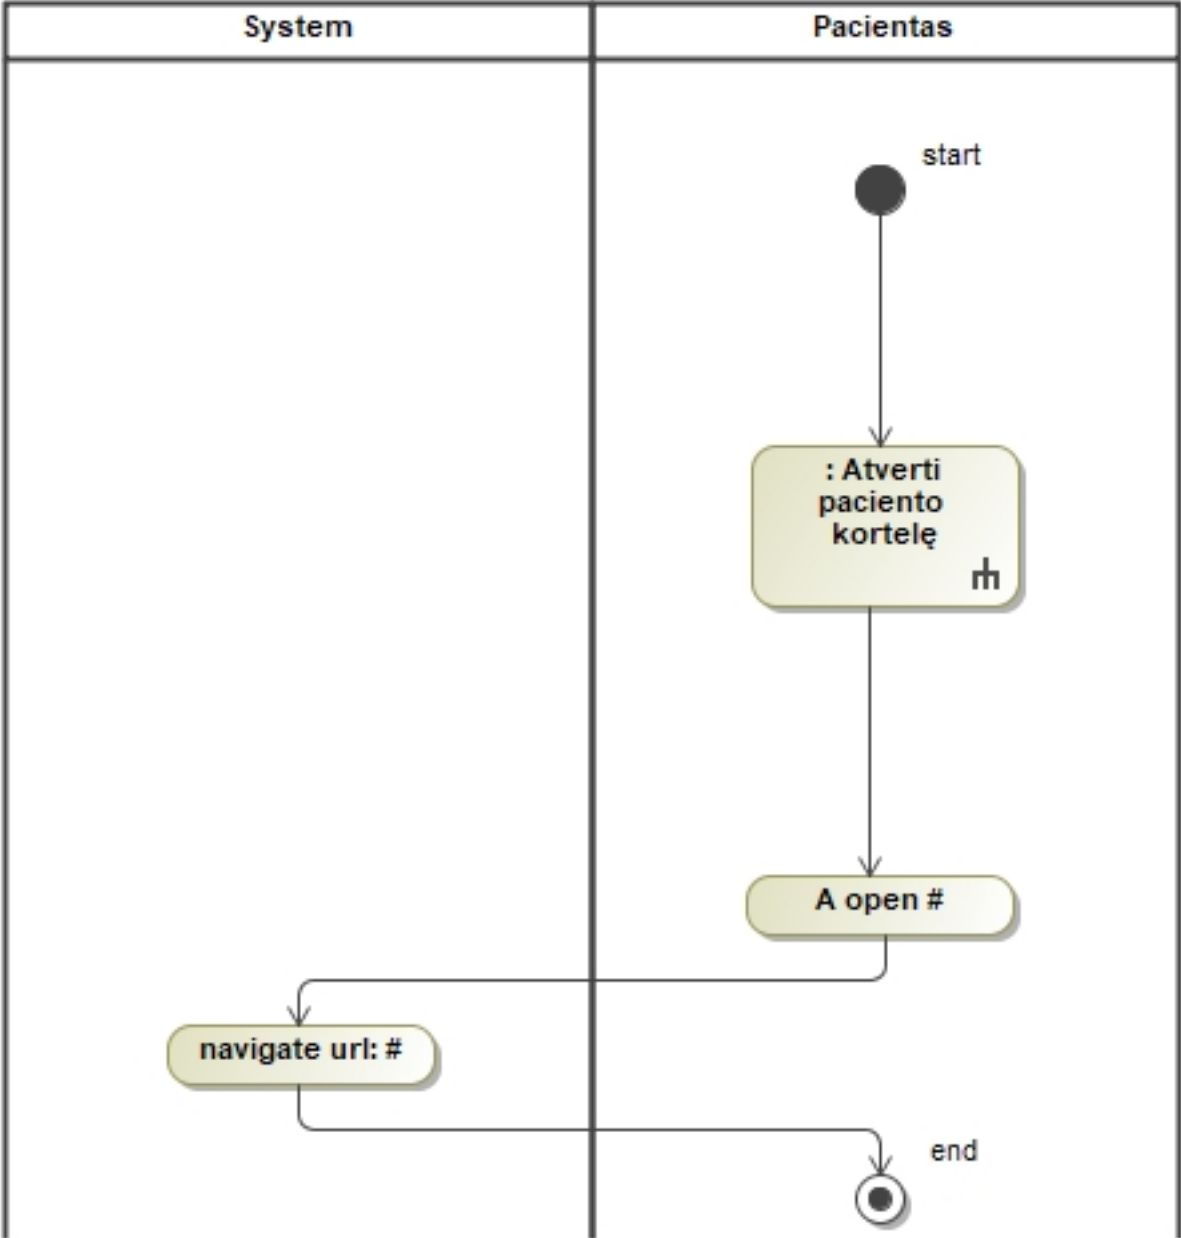 System
Pacientas
start
: Atverti
paciento
kortelę
A open #
navigate url: #
end